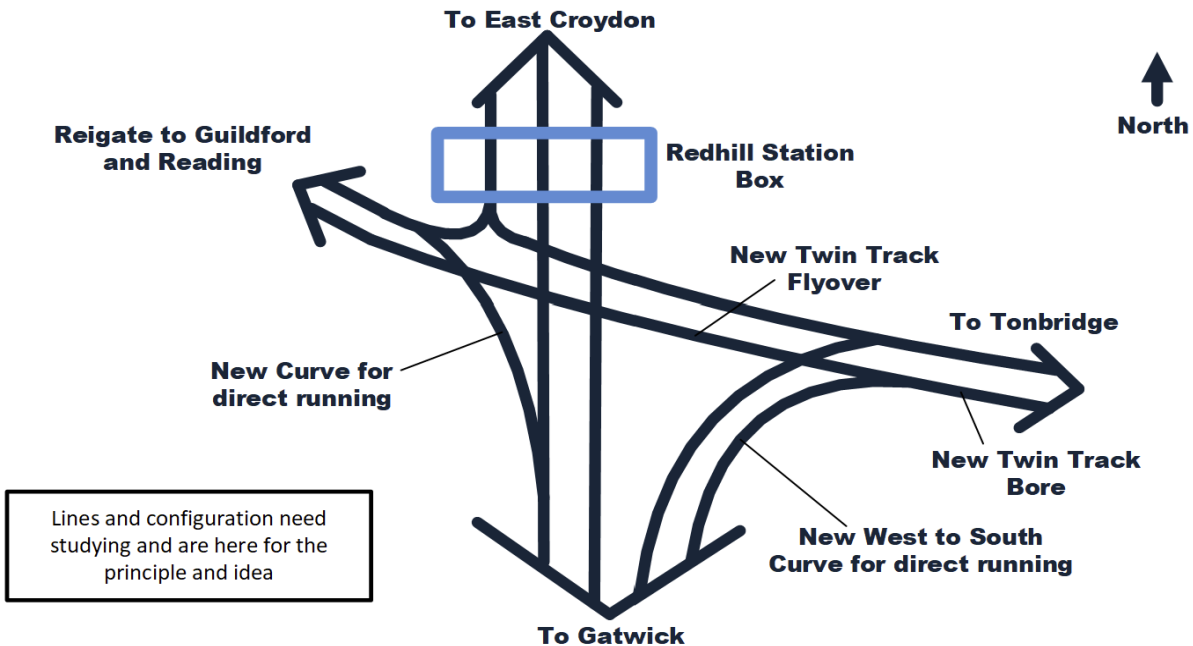 To East Croydon
North
Reigate to Guildford
and Reading
Redhill Station
Box
New Twin Track
Flyover
To Tonbridge
New Curve for
direct running
New Twin Track
Bore
Lines and configuration need
studying and are here for the
principle and idea
New West to South
Curve for direct running
To Gatwick